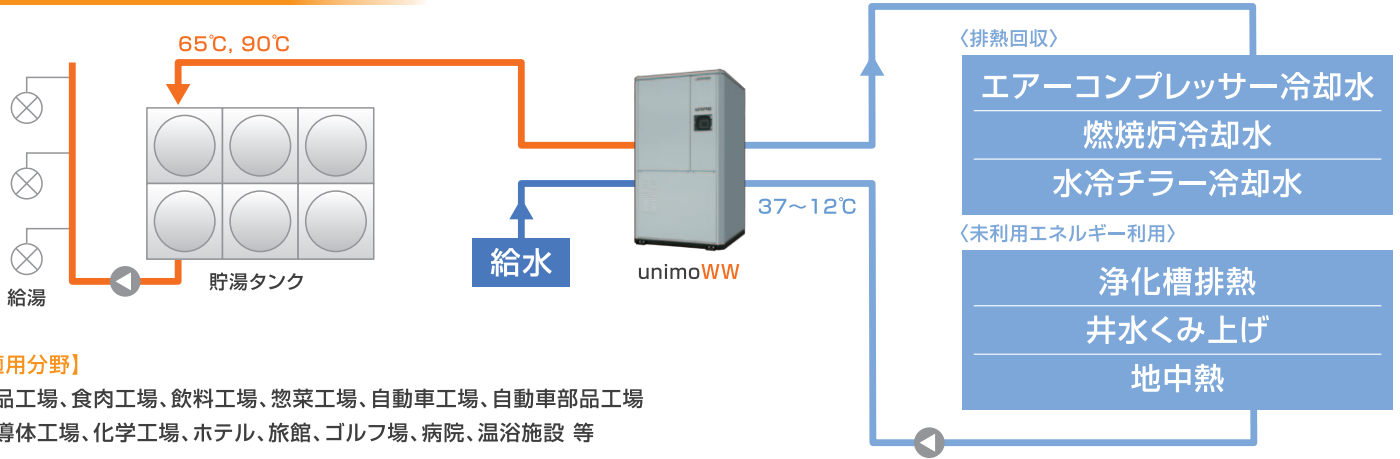 65℃, 90℃
給湯
貯湯タンク
給水
unimoWW
37〜12℃
〈排熱回収〉
エアーコンプレッサー冷却水
燃焼炉冷却水
水冷チラー冷却水
〈未利用エネルギー利用〉
浄化槽排熱
井水くみ上げ
地中熱
用分野】
品工場、食肉工場、飲料工場、惣菜工場、自動車工場、自動車部品工場
導体工場、化学工場、ホテル、旅館、ゴルフ場、病院、温浴施設 等